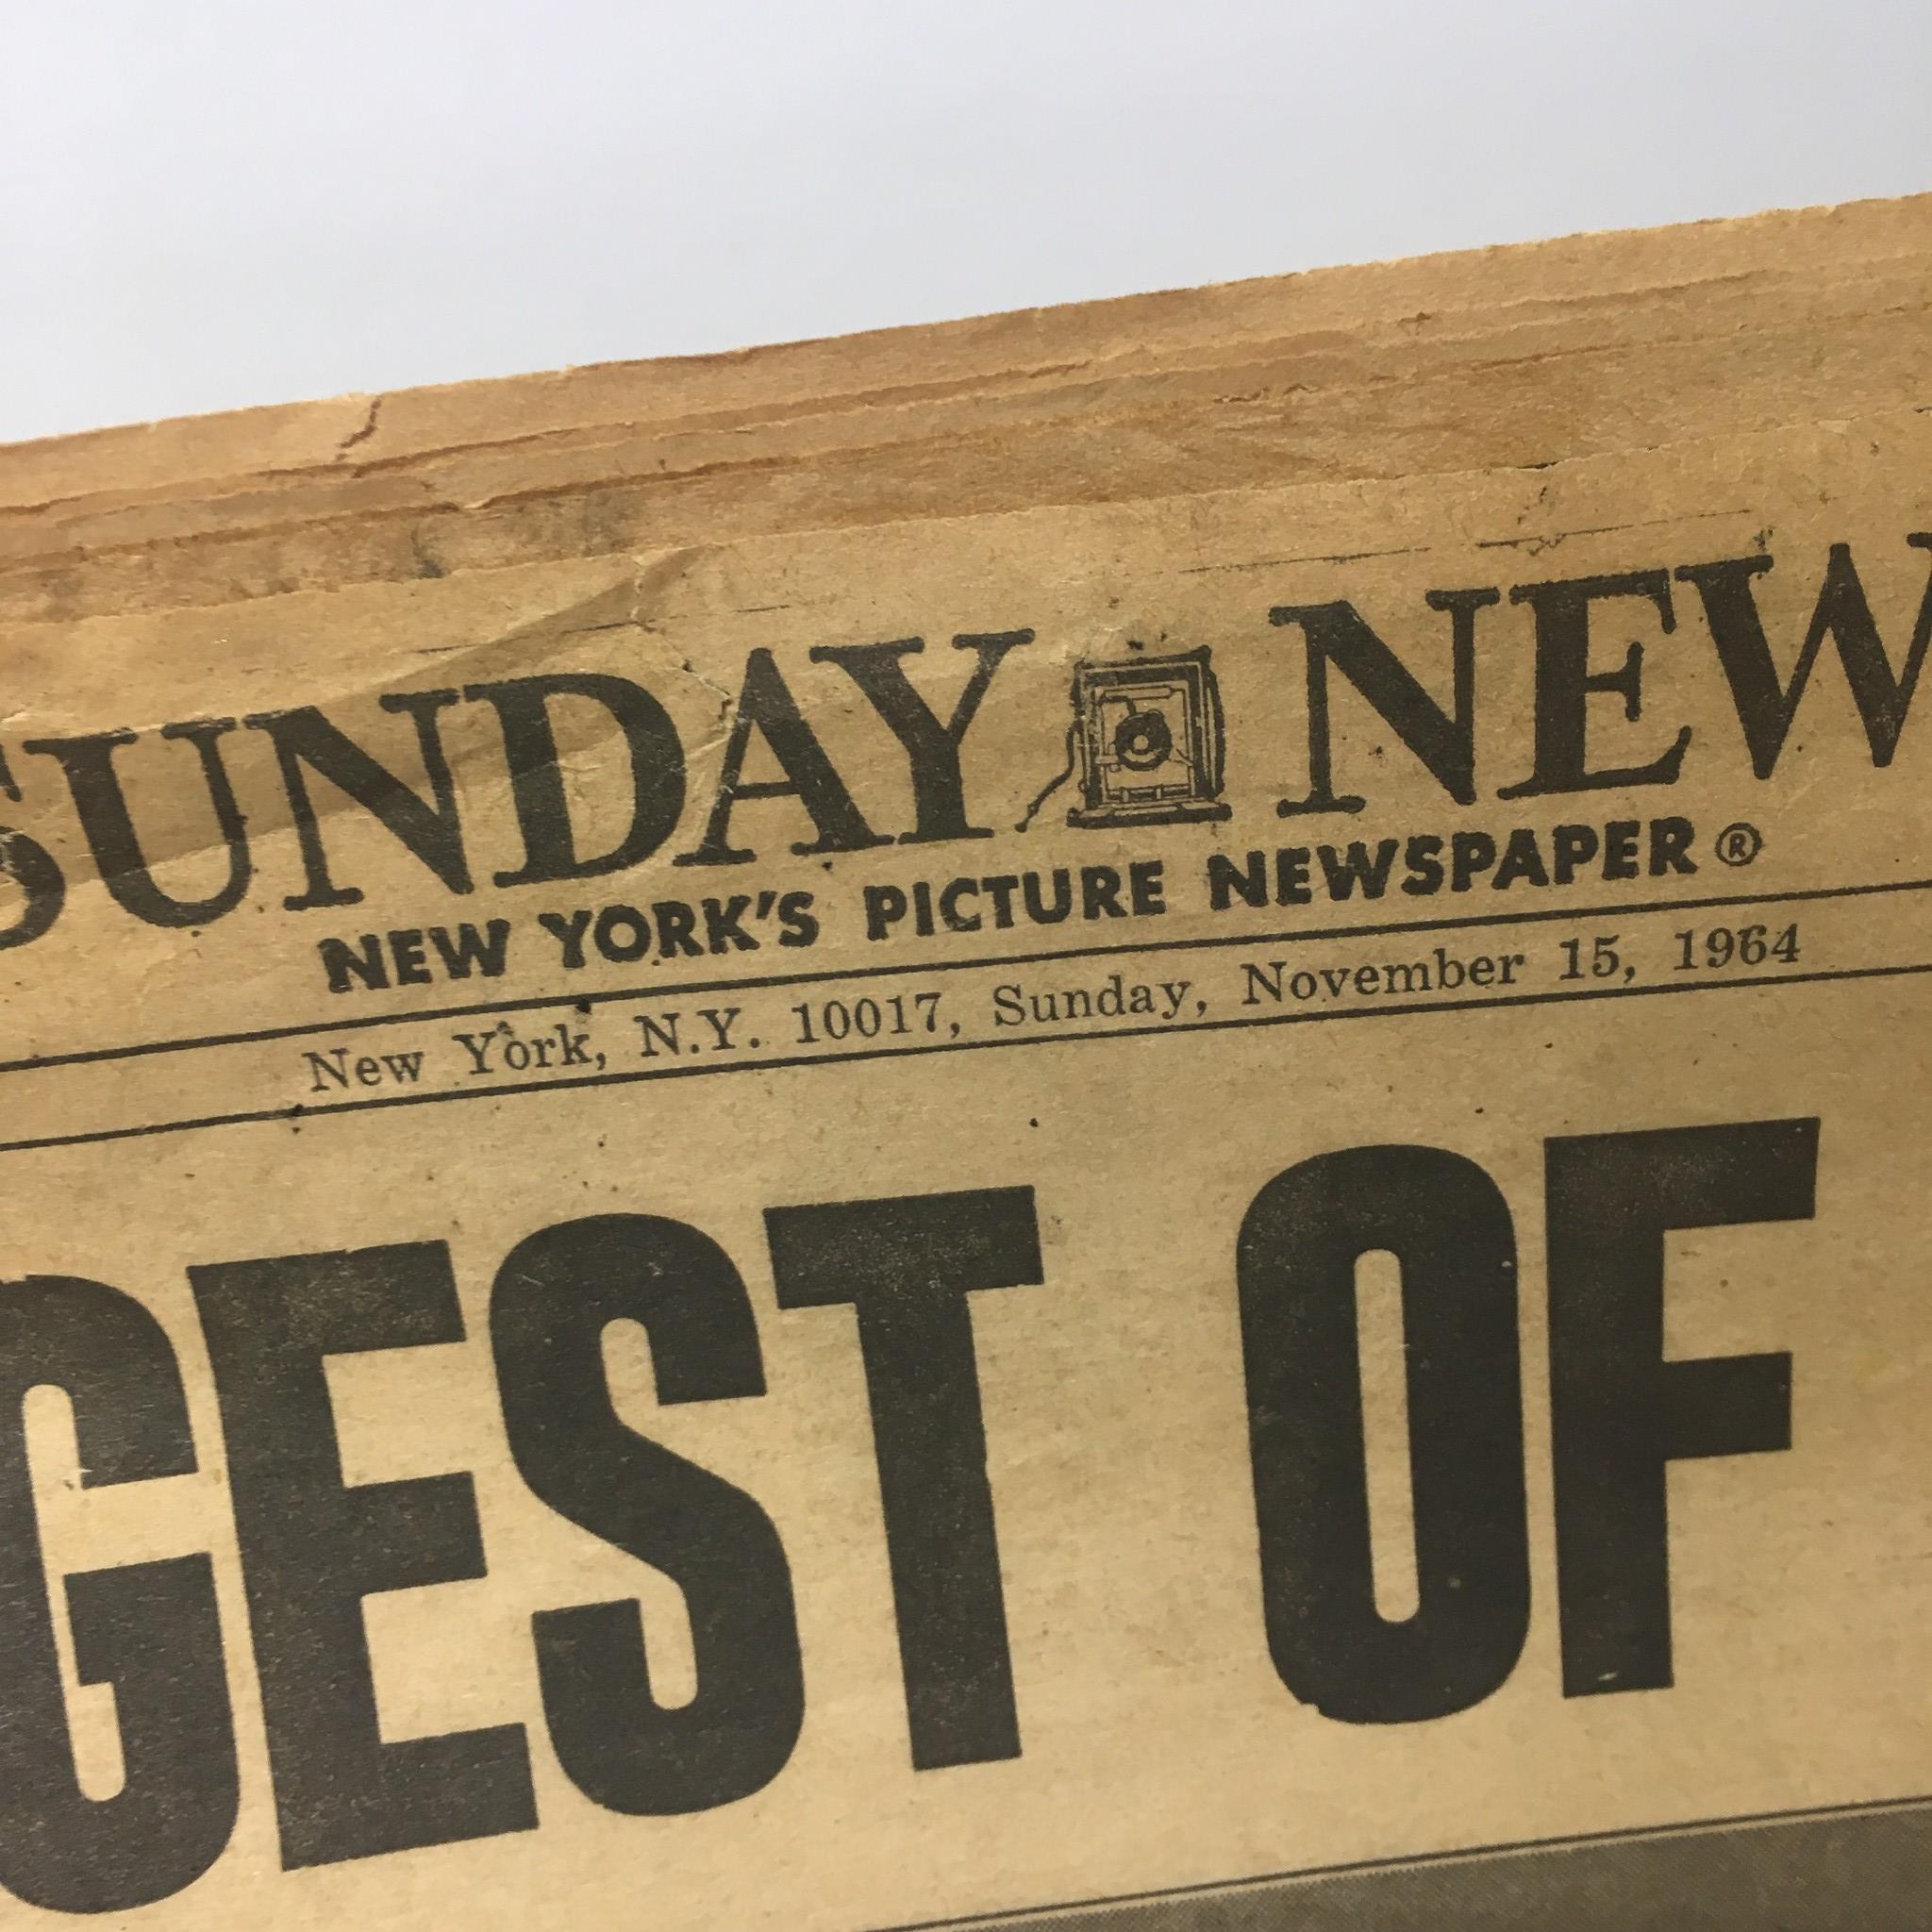 SUNDAY NEW
NEW YORK'S PICTURE NEWSPAPER®
New York, N.Y. 10017, Sunday, November 15, 1964
GEST OF